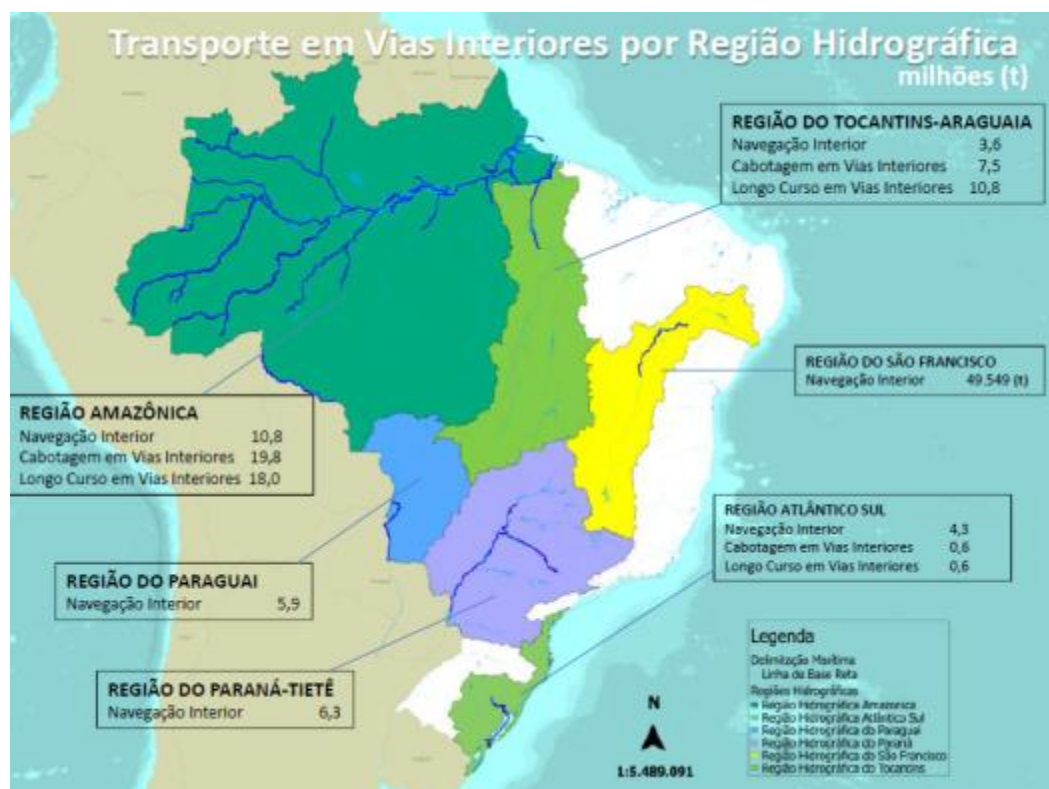 Transporte em Vias Interiores por Região Hidrográfica
milhões (t)
REGIÃO DO TOCANTINS-ARAGUAIA
Navegação Interior 3,6
Cabotagem em Vias Interiores 7,5
Longo Curso em Vias Interiores 10,8
REGIÃO DO SÃO FRANCISCO
Navegação Interior 49.549 (t)
REGIÃO AMAZÔNICA
Navegação Interior 10,8
Cabotagem em Vias Interiores 19,8
Longo Curso em Vias Interiores 18,0
REGIÃO ATLÂNTICO SUL
Navegação Interior 4,3
Cabotagem em Vias Interiores 0,6
Longo Curso em Vias Interiores 0,6
REGIÃO DO PARAGUAI
Navegação Interior 5,9
REGIÃO DO PARANÁ-TIETÊ
Navegação Interior 6,3
Legenda
Delimitação Marítima
Linha de Base Reta
Regiões Hidrográficas
Região Hidrográfica Amazônica
Região Hidrográfica Atlântico Sul
Região Hidrográfica do Paraguai
Região Hidrográfica do Paraná
Região Hidrográfica do São Francisco
Região Hidrográfica do Tocantins
N
1:5.489.091